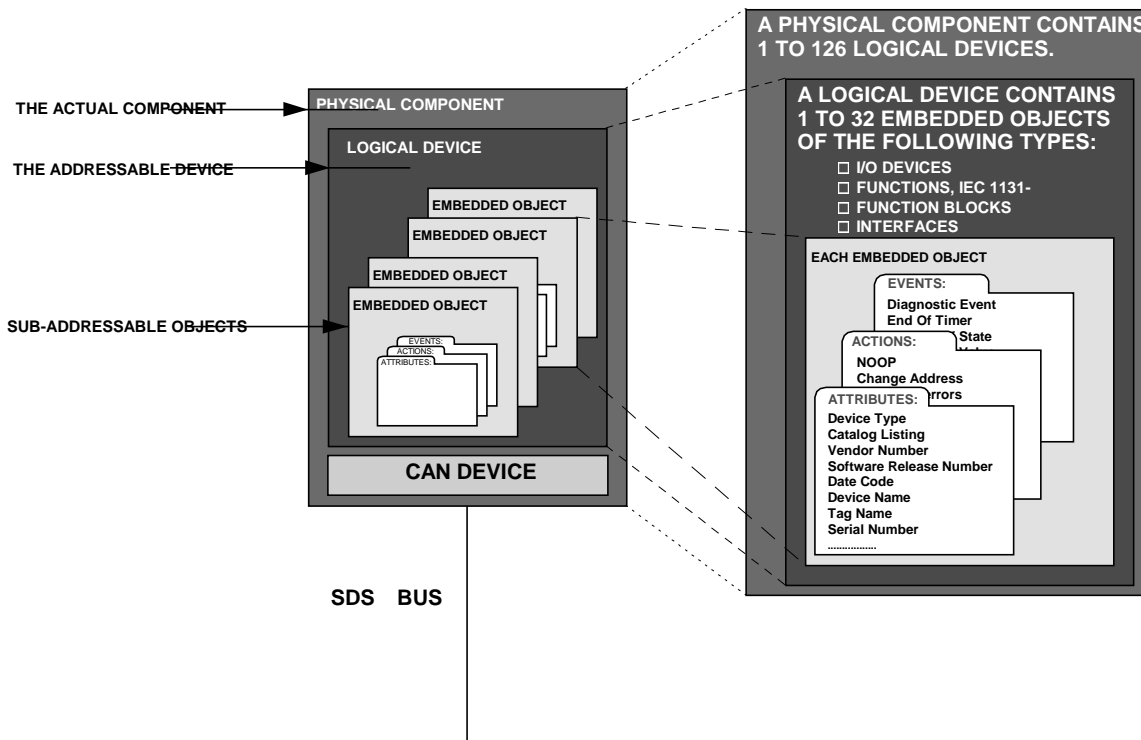 THE ACTUAL COMPONENT
THE ADDRESSABLE DEVICE
SUB-ADDRESSABLE OBJECTS
PHYSICAL COMPONENT
LOGICAL DEVICE
EMBEDDED OBJECT
EMBEDDED OBJECT
EMBEDDED OBJECT
EMBEDDED OBJECT
EVENTS:
ACTIONS:
ATTRIBUTES:
CAN DEVICE
SDS BUS
A PHYSICAL COMPONENT CONTAINS
1 TO 126 LOGICAL DEVICES.
A LOGICAL DEVICE CONTAINS
1 TO 32 EMBEDDED OBJECTS
OF THE FOLLOWING TYPES:
I/O DEVICES
FUNCTIONS, IEC 1131-
FUNCTION BLOCKS
INTERFACES
EACH EMBEDDED OBJECT
EVENTS:
Diagnostic Event
End Of Timer
State
ACTIONS:
NOOP
Change Address
rrors
ATTRIBUTES:
Device Type
Catalog Listing
Vendor Number
Software Release Number
Date Code
Device Name
Tag Name
Serial Number
.................